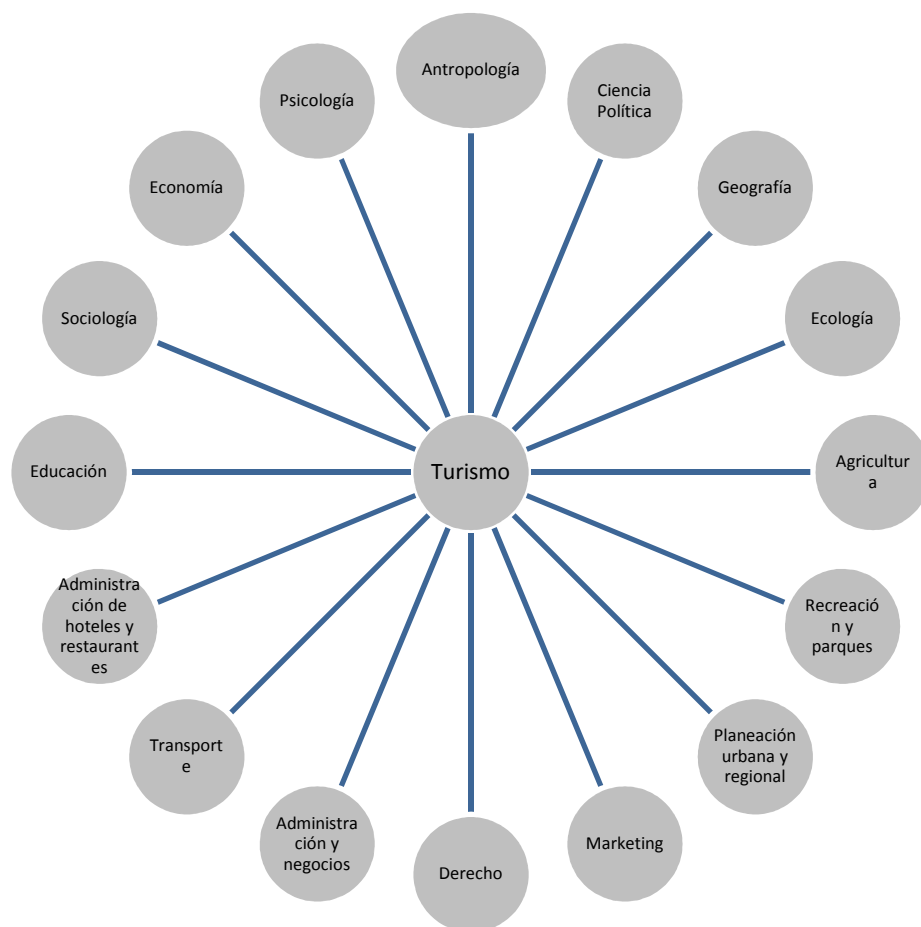 Antropología
Ciencia
Política
Psicología
Geografía
Economía
Ecología
Sociología
Turismo
Educación
Agricultur
a
Administra
ción de
hoteles y
restaurant
es
Recreació
n y
parques
Transport
e
Planeación
urbana y
regional
Administra
ción y
negocios
Marketing
Derecho